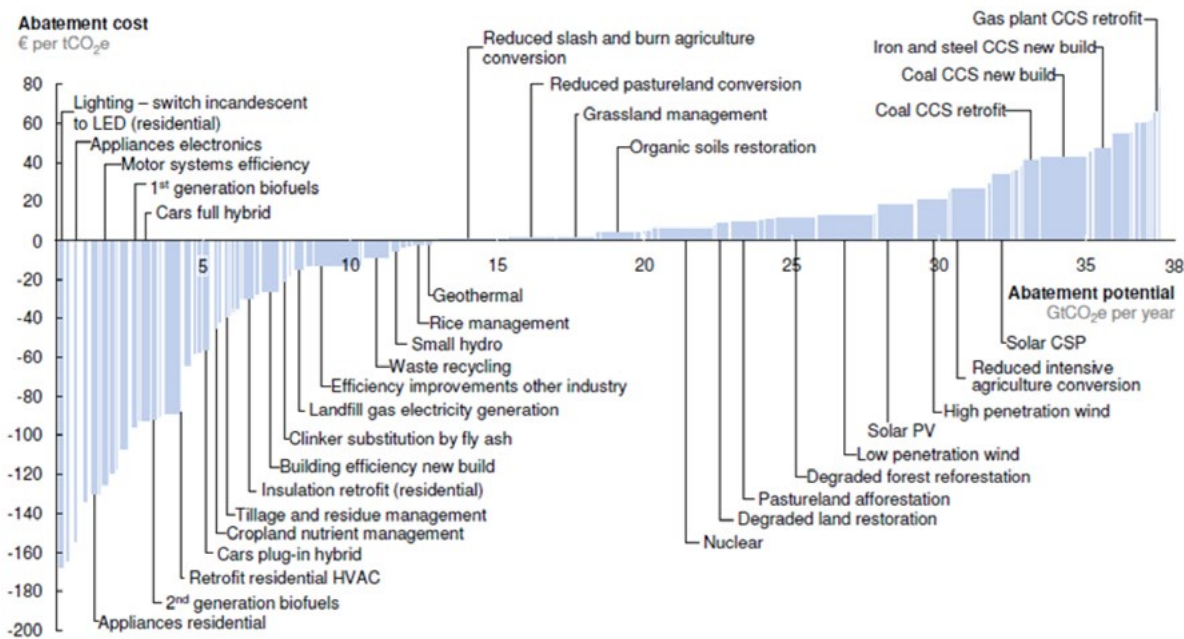 Abatement cost
€ per tCO₂e
80
60
40
20
0
-20
-40
-60
-80
-100
-120
-140
-160
-180
-200
Lighting – switch incandescent
to LED (residential)
Appliances electronics
Motor systems efficiency
1st generation biofuels
Cars full hybrid
Reduced slash and burn agriculture
conversion
Reduced pastureland conversion
Grassland management
Organic soils restoration
Gas plant CCS retrofit
Iron and steel CCS new build
Coal CCS new build
Coal CCS retrofit
5
10
15
20
25
30
35
38
Abatement potential
GtCO₂e per year
Geothermal
Rice management
Small hydro
Waste recycling
Efficiency improvements other industry
Landfill gas electricity generation
Clinker substitution by fly ash
Building efficiency new build
Insulation retrofit (residential)
Tillage and residue management
Cropland nutrient management
Cars plug-in hybrid
Retrofit residential HVAC
2nd generation biofuels
Appliances residential
Solar CSP
Reduced intensive
agriculture conversion
High penetration wind
Solar PV
Low penetration wind
Degraded forest reforestation
Pastureland afforestation
Degraded land restoration
Nuclear